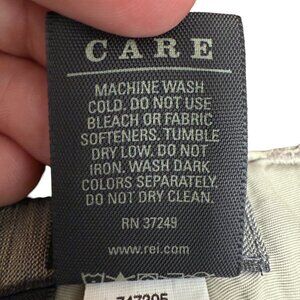 CARE
MACHINE WASH
COLD. DO NOT USE
BLEACH OR FABRIC
SOFTENERS. TUMBLE
DRY LOW. DO NOT
IRON. WASH DARK
COLORS SEPARATELY.
DO NOT DRY CLEAN.
RN 37249
www.rei.com